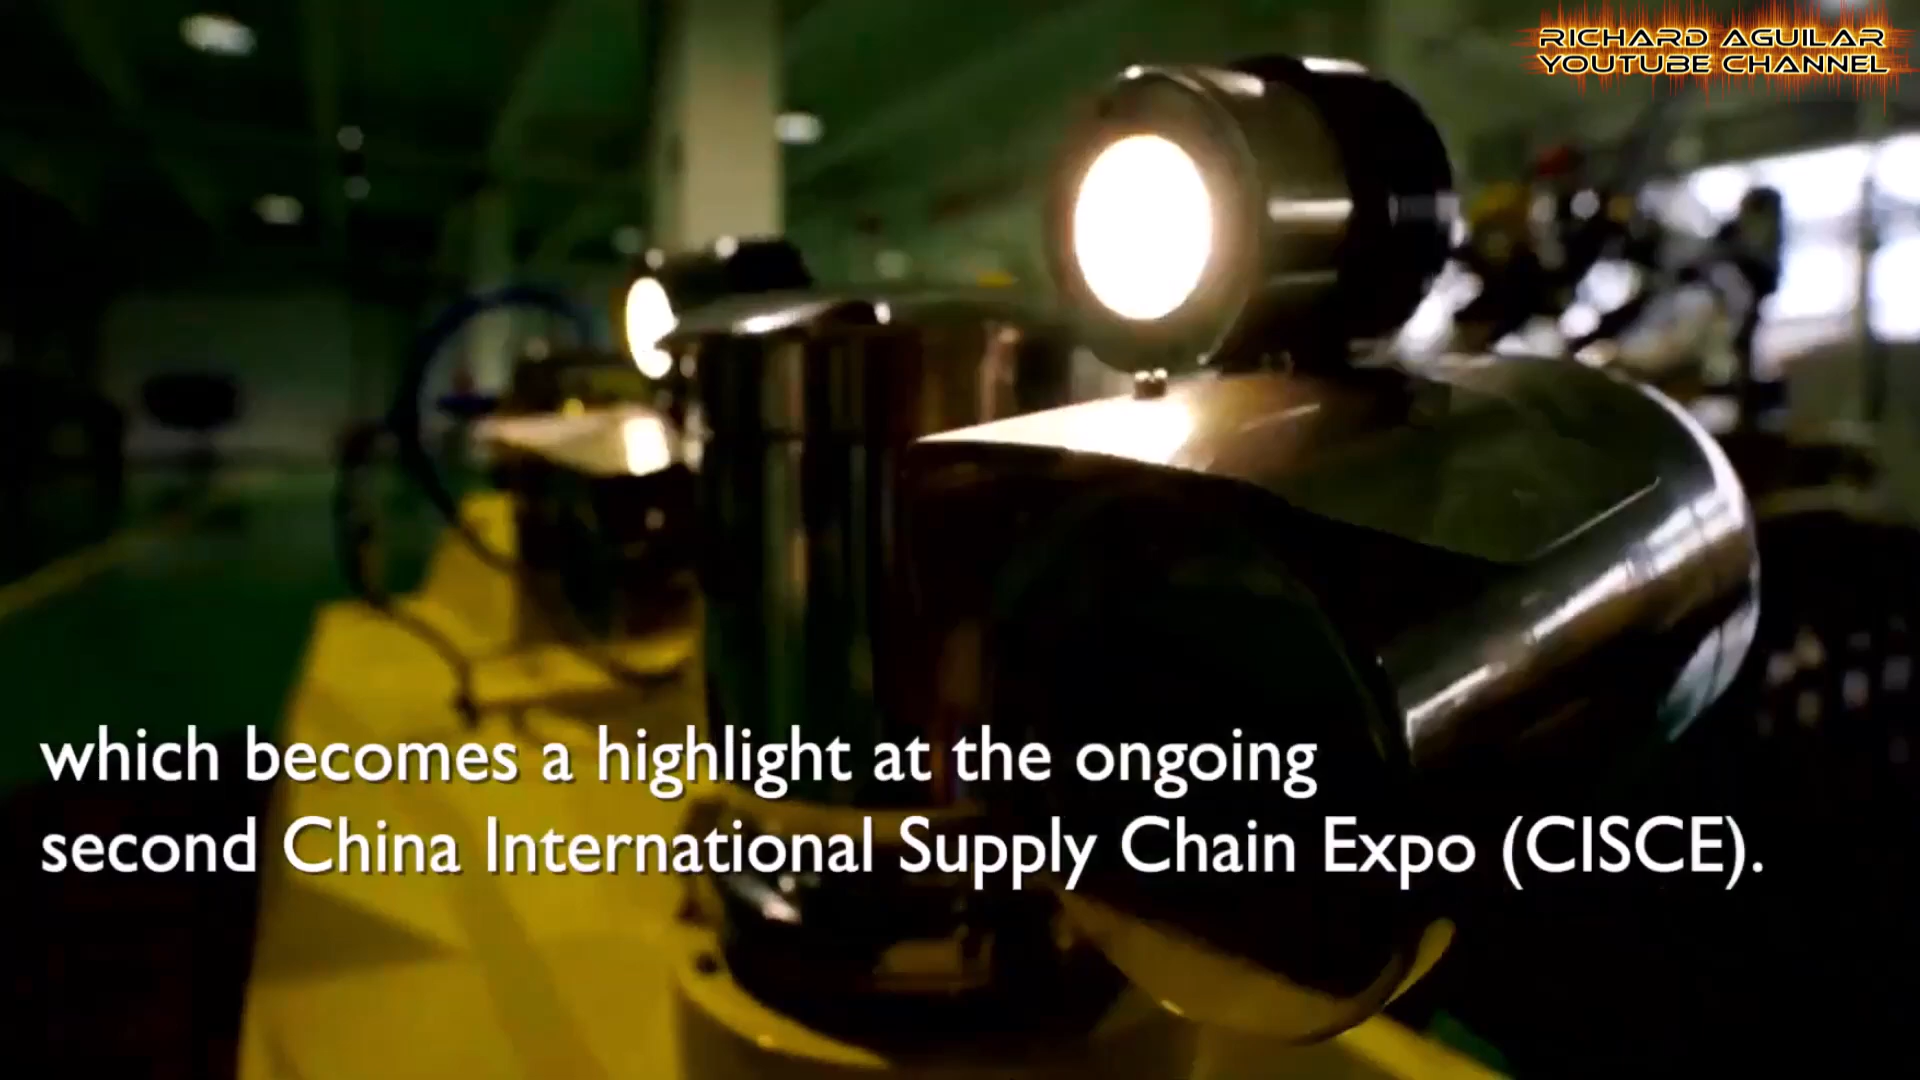 RICHARD AGUILAR
YOUTUBE CHANNEL
which becomes a highlight at the ongoing
second China International Supply Chain Expo (CISCE).